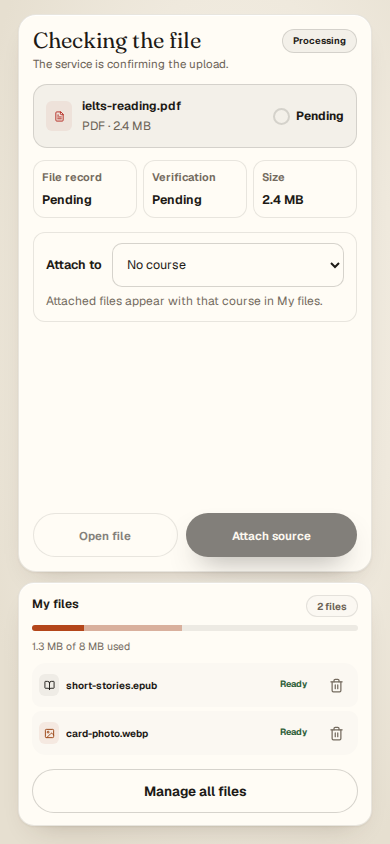 Checking the file
Processing
The service is confirming the upload.
ielts-reading.pdf
PDF · 2.4 MB
Pending
File record
Pending
Verification
Pending
Size
2.4 MB
Attach to
No course
Attached files appear with that course in My files.
Open file
Attach source
My files
2 files
1.3 MB of 8 MB used
short-stories.epub
Ready
card-photo.webp
Ready
Manage all files